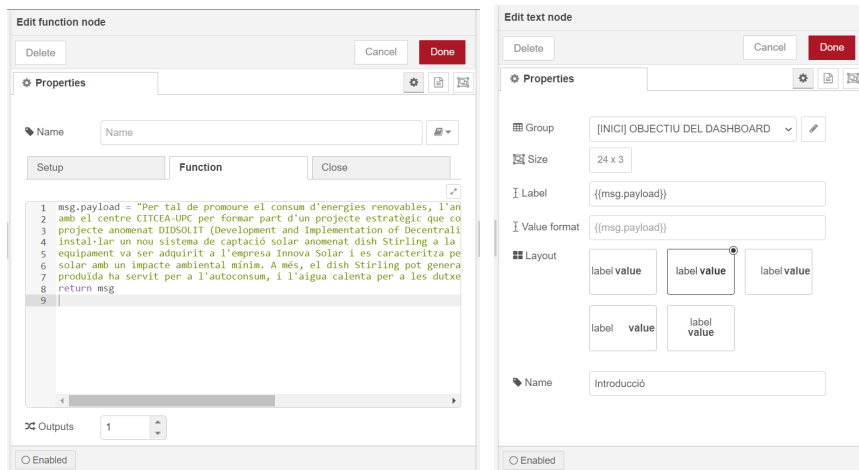 Edit function node
Delete
Cancel
Done
Properties
Name
Name
Setup
Function
Close
1 msg.payload = "Per tal de promoure el consum d'energies renovables, l'an
2 amb el centre CITCEA-UPC per formar part d'un projecte estratègic que co
3 projecte anomenat DIDSOLIT (Development and Implementation of Decentrali
4 instal·lar un nou sistema de captació solar anomenat dish Stirling a la
5 equipament va ser adquirit a l'empresa Innova Solar i es caracteritza pe
6 solar amb un impacte ambiental mínim. A més, el dish Stirling pot genera
7 produïda ha servit per a l'autoconsum, i l'aigua calenta per a les dutxe
8 return msg
9
Outputs
1
Enabled
Edit text node
Delete
Cancel
Done
Properties
Group
[INICI] OBJECTIU DEL DASHBOARD
Size
24 x 3
Label
{{msg.payload}}
Value format
{{msg.payload}}
Layout
label value
label value
label value
label value
label
value
Name
Introducció
Enabled